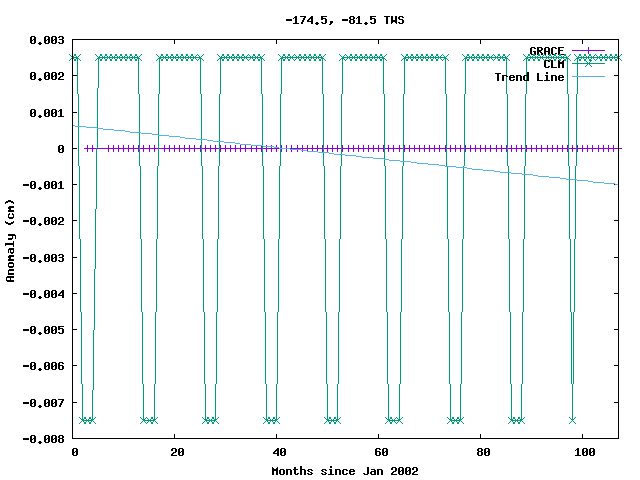 -174.5, -81.5 TWS
GRACE
CLM
Trend Line
0.003
0.002
0.001
0
-0.001
-0.002
-0.003
-0.004
-0.005
-0.006
-0.007
-0.008
Anomaly (cm)
0 20 40 60 80 100
Months since Jan 2002